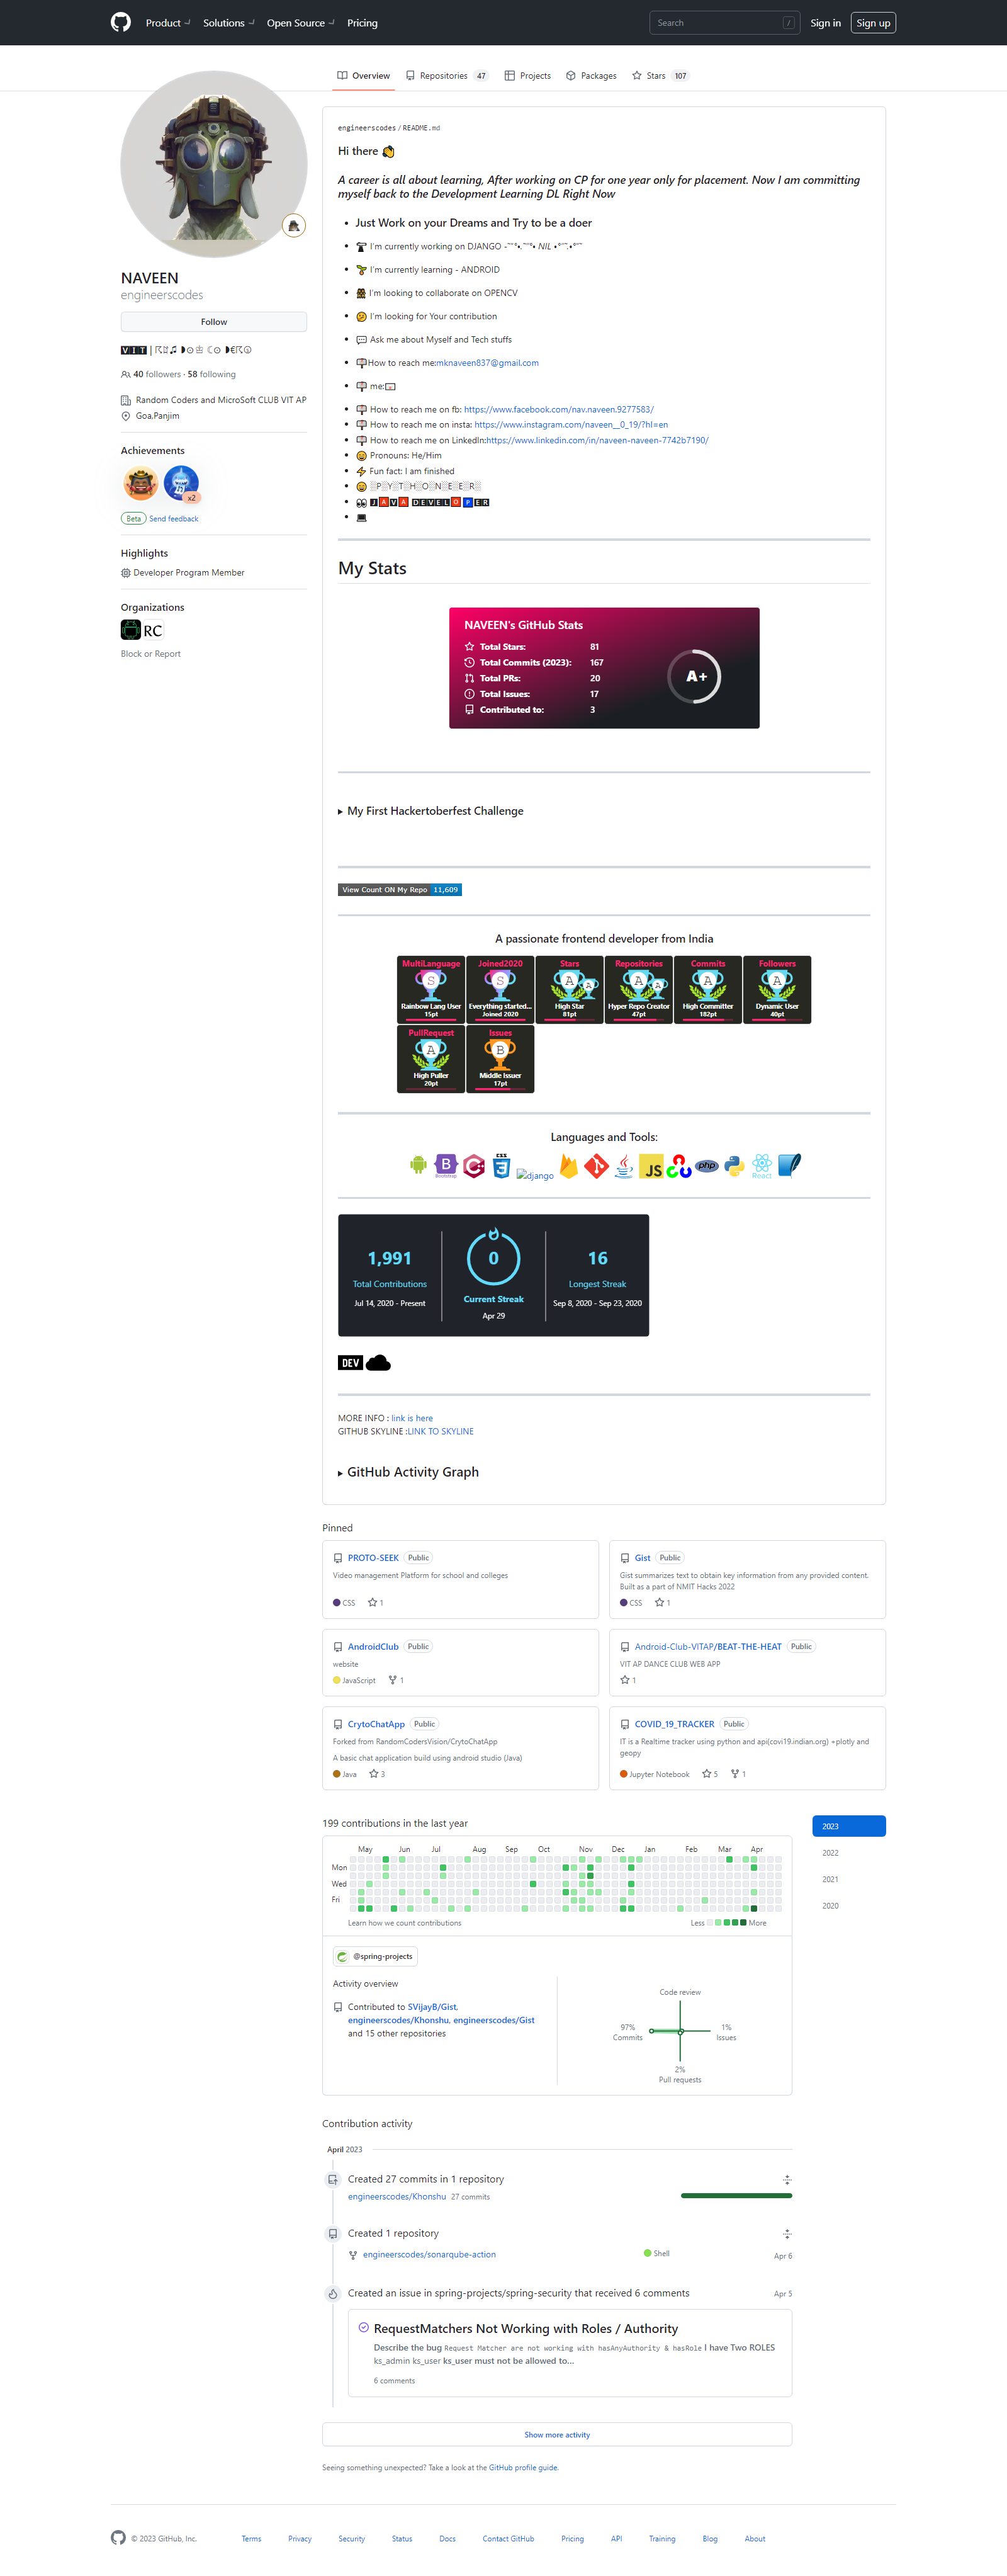 Product
Solutions
Open Source
Pricing
Search
/
Sign in
Sign up
Overview
Repositories 47
Projects
Packages
Stars 107
NAVEEN
engineerscodes
Follow
🆅🅸🆃 |
40 followers · 58 following
Random Coders and MicroSoft CLUB VIT AP
Goa,Panjim
Achievements
x2
Beta Send feedback
Highlights
Developer Program Member
Organizations
RC
Block or Report
engineerscodes / README.md
Hi there 👋
A career is all about learning, After working on CP for one year only for placement. Now I am committing
myself back to the Development Learning DL Right Now
Just Work on your Dreams and Try to be a doer
I'm currently working on DJANGO -˜”*°•.˜”*°• NIL •°*”˜.•°*”˜
I'm currently learning - ANDROID
I'm looking to collaborate on OPENCV
I'm looking for Your contribution
Ask me about Myself and Tech stuffs
How to reach me:mknaveen837@gmail.com
me:
How to reach me on fb: https://www.facebook.com/nav.naveen.9277583/
How to reach me on insta: https://www.instagram.com/naveen__0_19/?hl=en
How to reach me on LinkedIn:https://www.linkedin.com/in/naveen-naveen-7742b7190/
Pronouns: He/Him
Fun fact: I am finished
░P░Y░T░H░O░N░E░E░R░
🅹🅰🆅🅰 🅳🅴🆅🅴🅻🅾🅿🅴🆁
My Stats
NAVEEN's GitHub Stats
Total Stars: 81
Total Commits (2023): 167
Total PRs: 20
Total Issues: 17
Contributed to: 3
A+
My First Hackertoberfest Challenge
View Count ON My Repo 11,609
A passionate frontend developer from India
MultiLanguage Joined2020 Stars Repositories Commits Followers
S S A A A A A A
Rainbow Lang User Everything started... High Star Hyper Repo Creator High Committer Dynamic User
15pt Joined 2020 81pt 47pt 182pt 40pt
PullRequest Issues
A B
High Puller Middle Issuer
20pt 17pt
Languages and Tools:
B Bootstrap C CSS 3 django JS php React
1,991 0 16
Total Contributions Current Streak Longest Streak
Jul 14, 2020 - Present Apr 29 Sep 8, 2020 - Sep 23, 2020
DEV
MORE INFO : link is here
GITHUB SKYLINE :LINK TO SKYLINE
GitHub Activity Graph
Pinned
PROTO-SEEK Public
Video management Platform for school and colleges
CSS 1
Gist Public
Gist summarizes text to obtain key information from any provided content.
Built as a part of NMIT Hacks 2022
CSS 1
AndroidClub Public
website
JavaScript 1
Android-Club-VITAP/BEAT-THE-HEAT Public
VIT AP DANCE CLUB WEB APP
1
CrytoChatApp Public
Forked from RandomCodersVision/CrytoChatApp
A basic chat application build using android studio (Java)
Java 3
COVID_19_TRACKER Public
IT is a Realtime tracker using python and api(covi19.indian.org) +plotly and
geopy
Jupyter Notebook 5 1
199 contributions in the last year
May Jun Jul Aug Sep Oct Nov Dec Jan Feb Mar Apr
Mon
Wed
Fri
Learn how we count contributions
Less More
2023
2022
2021
2020
@spring-projects
Activity overview
Contributed to SVijayB/Gist,
engineerscodes/Khonshu, engineerscodes/Gist
and 15 other repositories
Code review
97%
Commits
1%
Issues
2%
Pull requests
Contribution activity
April 2023
Created 27 commits in 1 repository
engineerscodes/Khonshu 27 commits
Created 1 repository
engineerscodes/sonarqube-action Shell Apr 6
Created an issue in spring-projects/spring-security that received 6 comments Apr 5
RequestMatchers Not Working with Roles / Authority
Describe the bug Request Matcher are not working with hasAnyAuthority & hasRole I have Two ROLES
ks_admin ks_user ks_user must not be allowed to...
6 comments
Show more activity
Seeing something unexpected? Take a look at the GitHub profile guide.
© 2023 GitHub, Inc.
Terms
Privacy
Security
Status
Docs
Contact GitHub
Pricing
API
Training
Blog
About